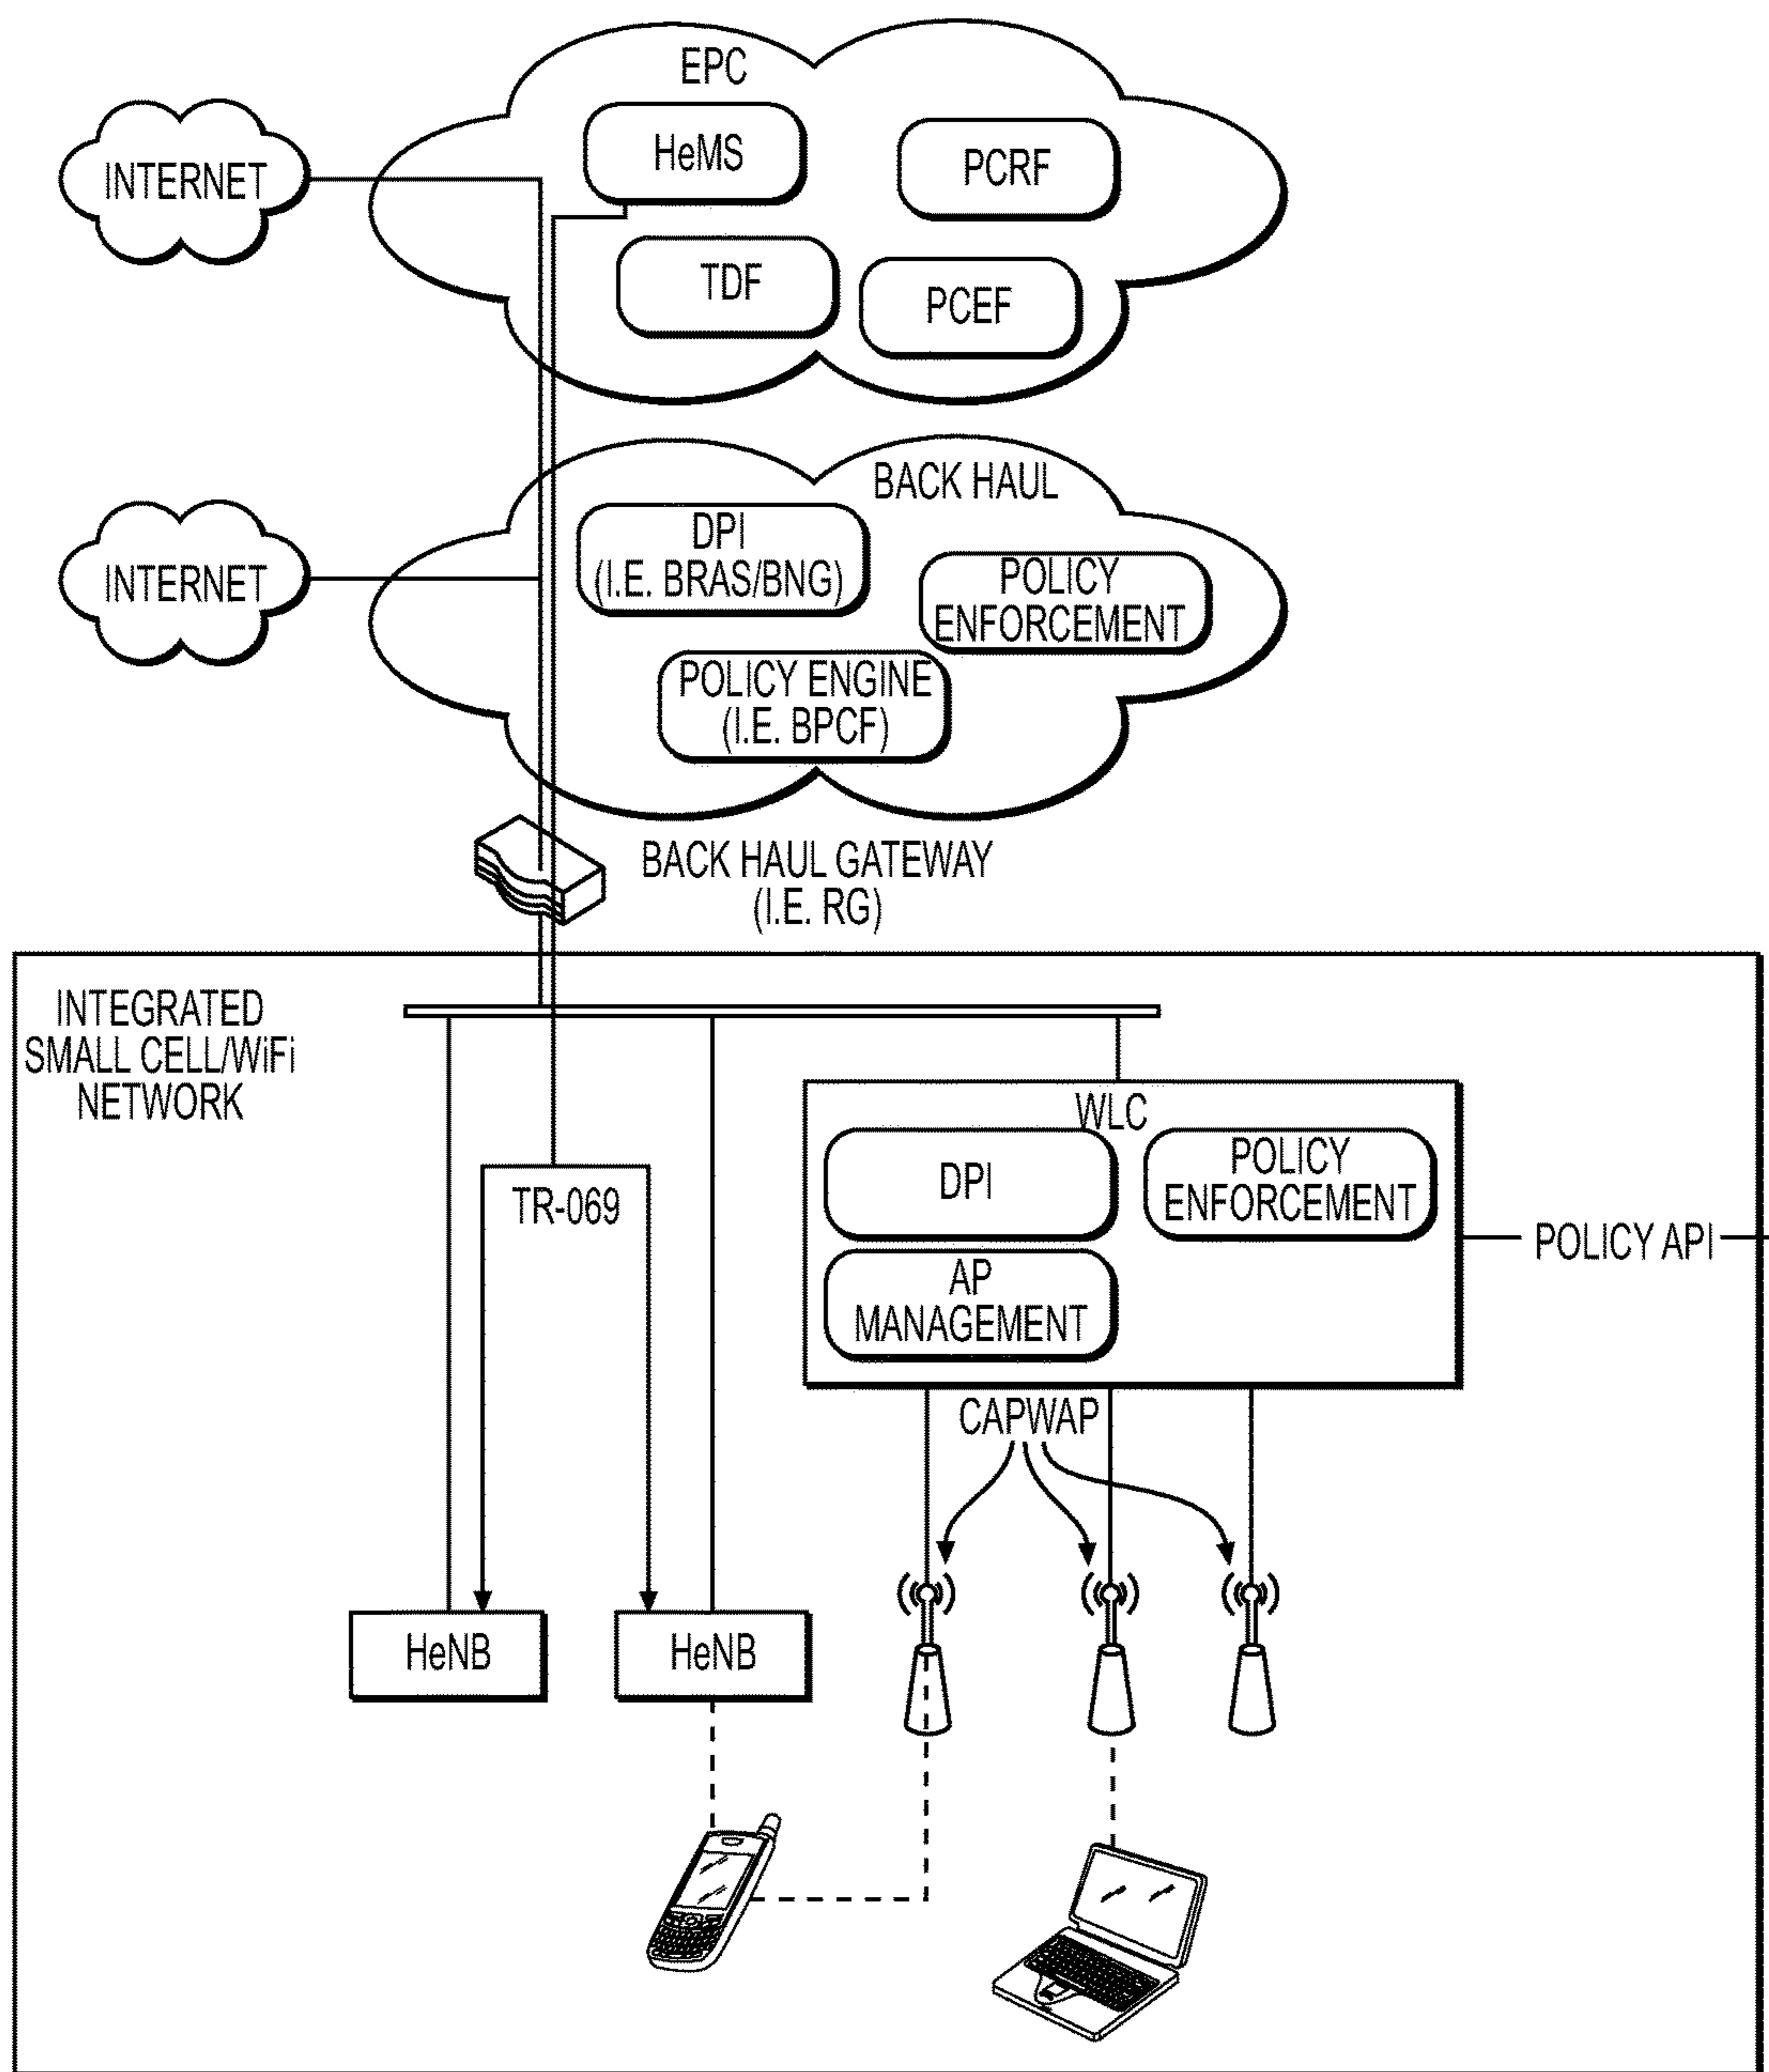 EPC
HeMS
PCRF
INTERNET
TDF
PCEF
BACK HAUL
DPI
(I.E. BRAS/BNG)
POLICY
ENFORCEMENT
INTERNET
POLICY ENGINE
(I.E. BPCF)
BACK HAUL GATEWAY
(I.E. RG)
INTEGRATED
SMALL CELL/WiFi
NETWORK
WLC
DPI
POLICY
ENFORCEMENT
TR-069
POLICY API
AP
MANAGEMENT
CAPWAP
HeNB
HeNB